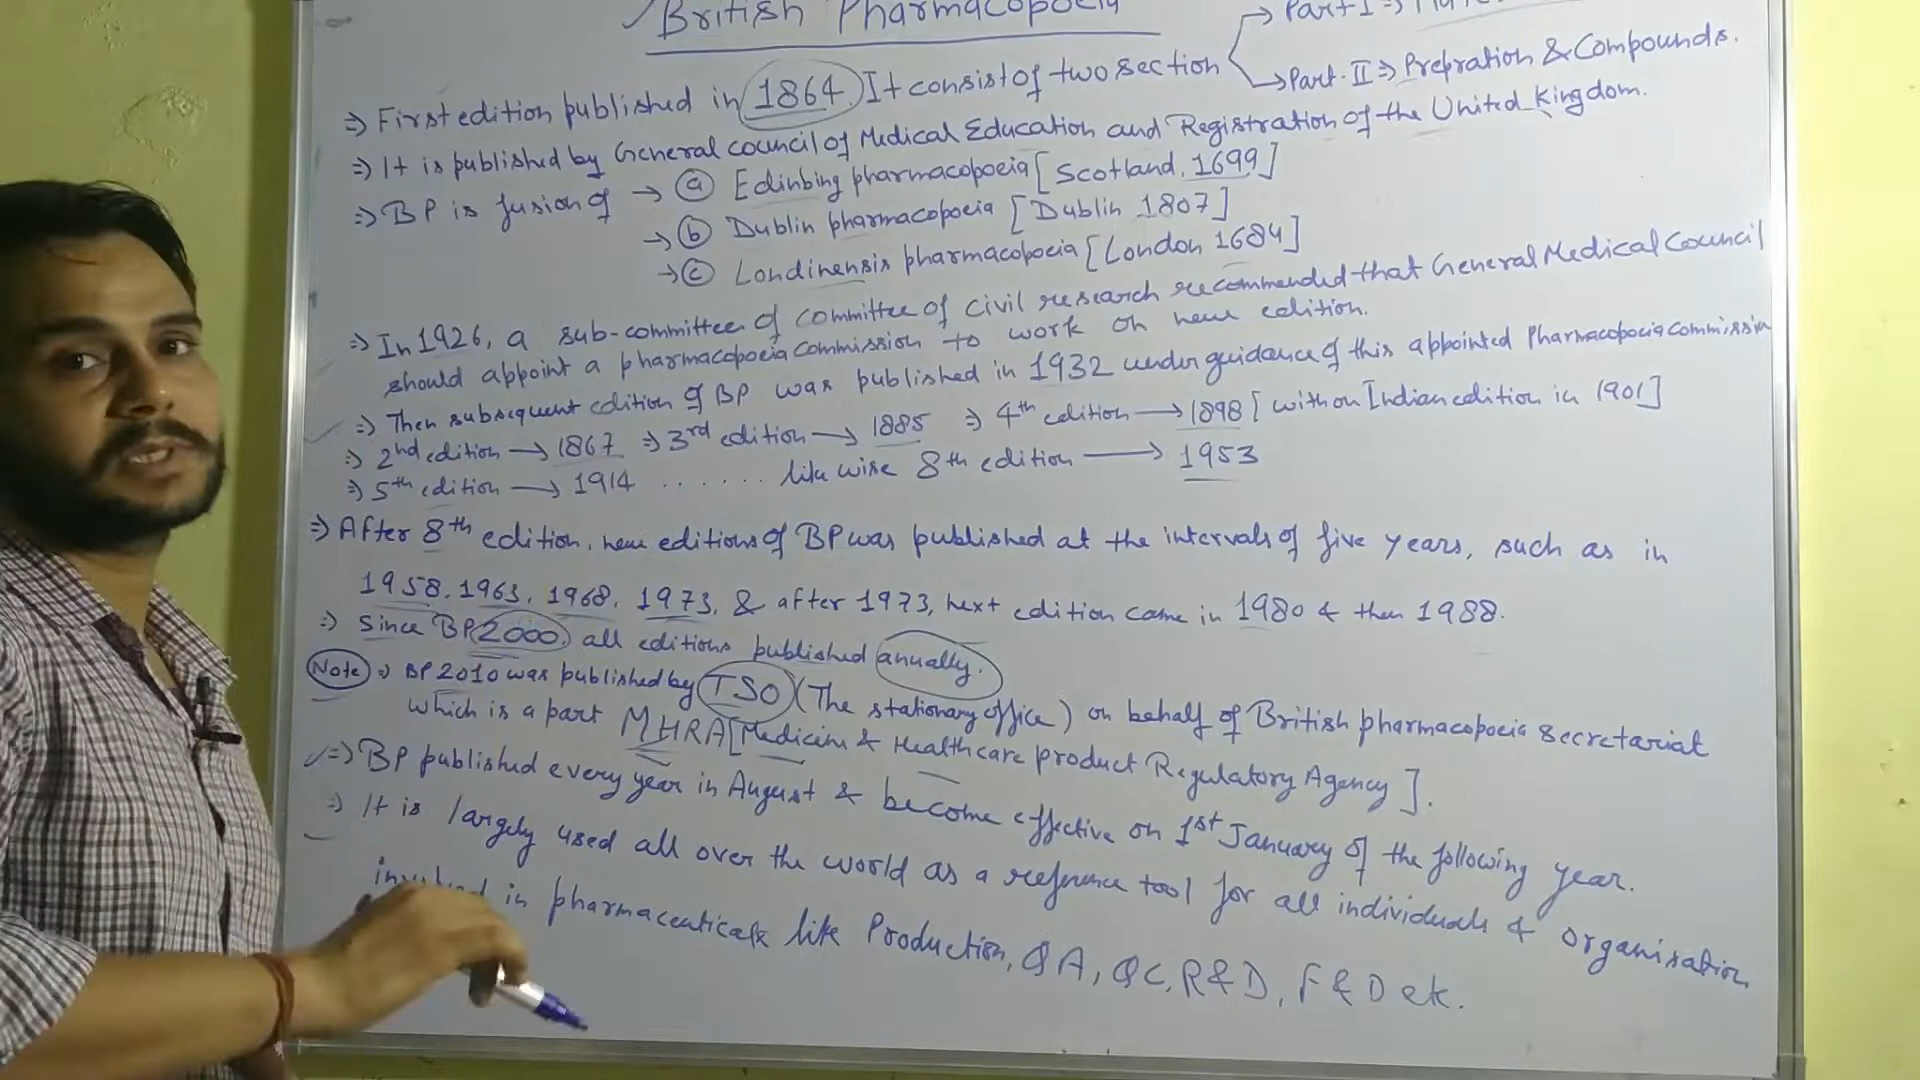 British Pharmacopoeia
Part I ⇒
⇒ First edition published in 1864. It consist of two section
Part. II ⇒ Prepration & Compounds.
⇒ It is published by General council of Medical Education and Registration of the United Kingdom.
⇒ BP is fusion of → (a) Edinbing pharmacopoeia [Scotland, 1699]
→ (b) Dublin pharmacopoeia [Dublin 1807]
→ (c) Londinensis pharmacopoeia [London 1684]
⇒ In 1926, a sub-committee of committee of civil research recommended that General Medical Council
should appoint a pharmacopoeia commission to work on new edition.
⇒ Then subsequent edition of BP was published in 1932 under guidance of this appointed Pharmacopoeia commission
⇒ 2nd edition → 1867 ⇒ 3rd edition → 1885 ⇒ 4th edition → 1898 [with on Indian edition in 1901]
⇒ 5th edition → 1914 ...... like wise 8th edition → 1953
⇒ After 8th edition, new editions of BP was published at the intervals of five years, such as in
1958, 1963, 1968, 1973, & after 1973, next edition came in 1980 & then 1988.
⇒ Since BP 2000, all editions published anually.
Note ⇒ BP 2010 was published by TSO (The stationary office) on behalf of British pharmacopoeia secretariat
which is a part MHRA [Medicine & Healthcare product Regulatory Agency].
⇒ BP published every year in August & become effective on 1st January of the following year.
⇒ It is largely used all over the world as a reference tool for all individuals & organisation
in pharmaceuticals like Production, QA, QC, R&D, F&D etc.